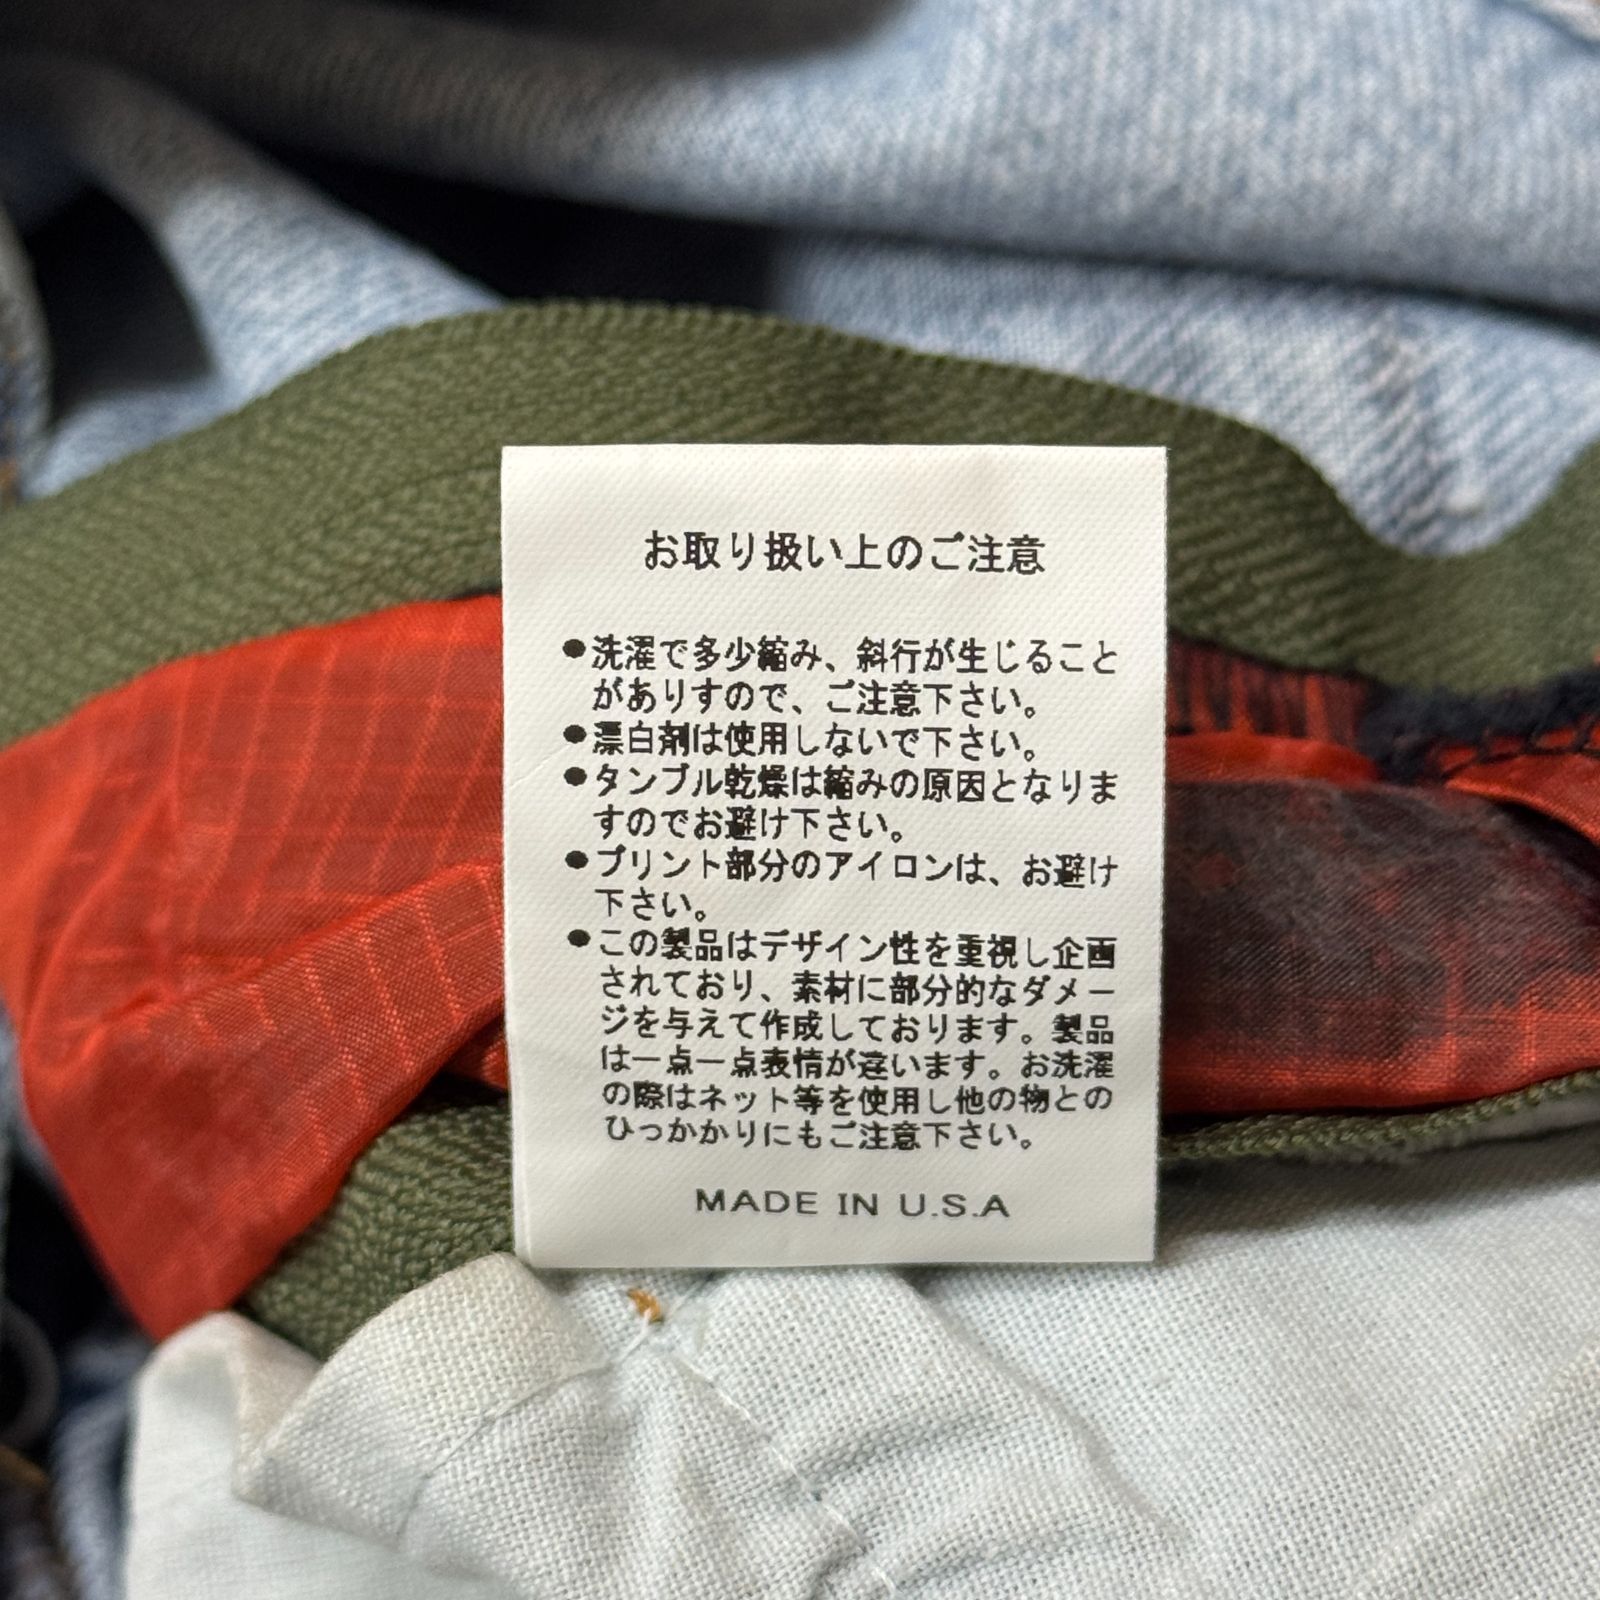 お取り扱い上のご注意
●洗濯で多少縮み、斜行が生じること
がありすので、ご注意下さい。
●漂白剤は使用しないで下さい。
●タンブル乾燥は縮みの原因となりま
すのでお避け下さい。
●プリント部分のアイロンは、お避け
下さい。
●この製品はデザイン性を重視し企画
されており、素材に部分的なダメー
ジを与えて作成しております。製品
は一点一点表情が違います。お洗濯
の際はネット等を使用し他の物との
ひっかかりにもご注意下さい。
MADE IN U.S.A